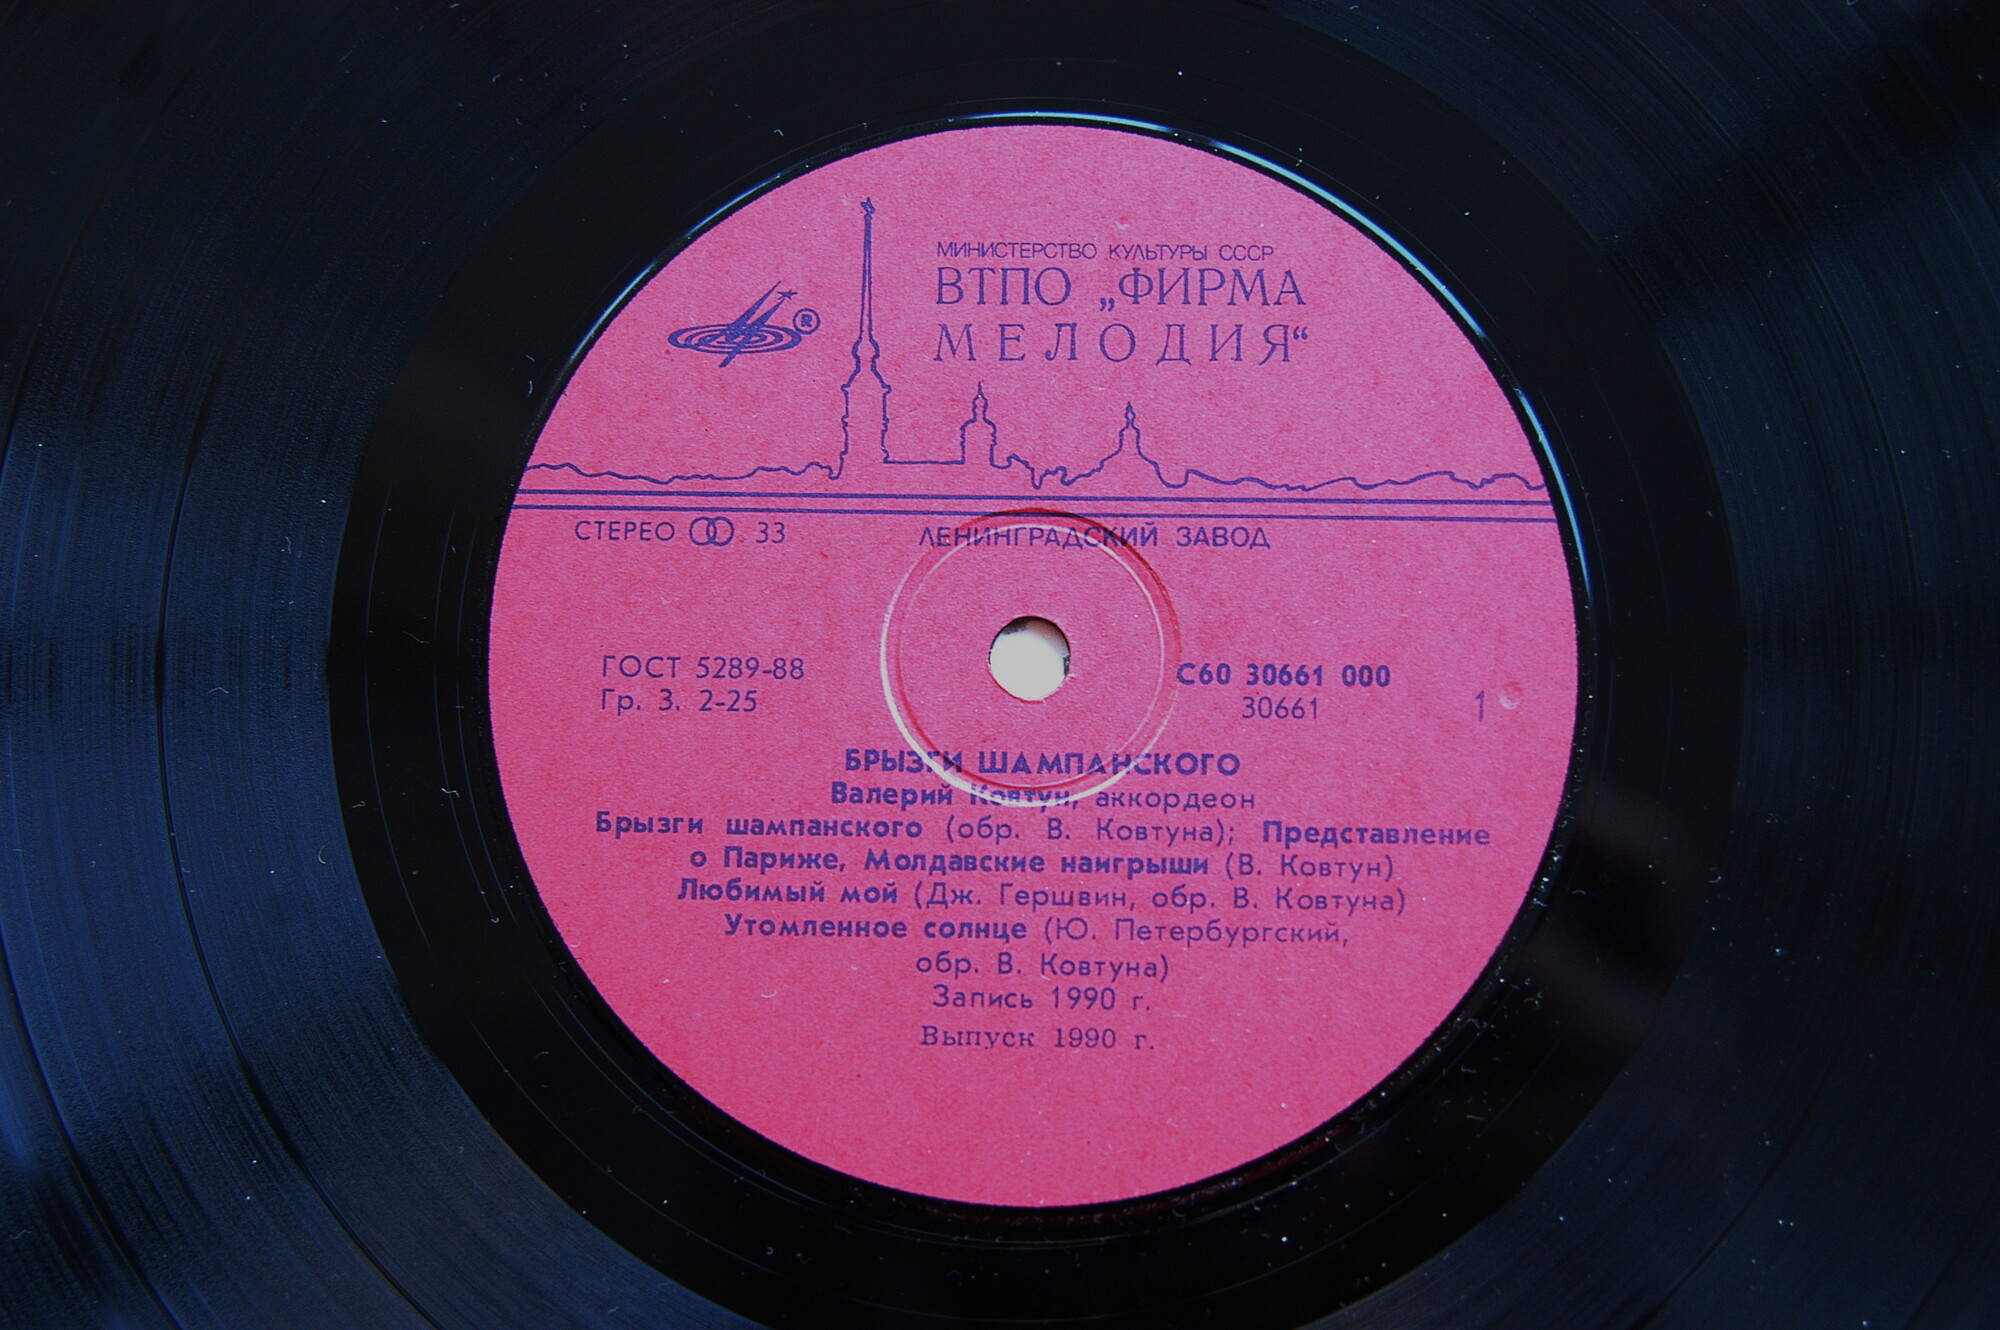 МИНИСТЕРСТВО КУЛЬТУРЫ СССР
ВТПО „ФИРМА
МЕЛОДИЯ“
®
СТЕРЕО 33
ЛЕНИНГРАДСКИЙ ЗАВОД
ГОСТ 5289-88
Гр. 3. 2-25
С60 30661 000
30661
1
БРЫЗГИ ШАМПАНСКОГО
Валерий Ковтун, аккордеон
Брызги шампанского (обр. В. Ковтуна); Представление
о Париже, Молдавские наигрыши (В. Ковтун)
Любимый мой (Дж. Гершвин, обр. В. Ковтуна)
Утомленное солнце (Ю. Петербургский,
обр. В. Ковтуна)
Запись 1990 г.
Выпуск 1990 г.